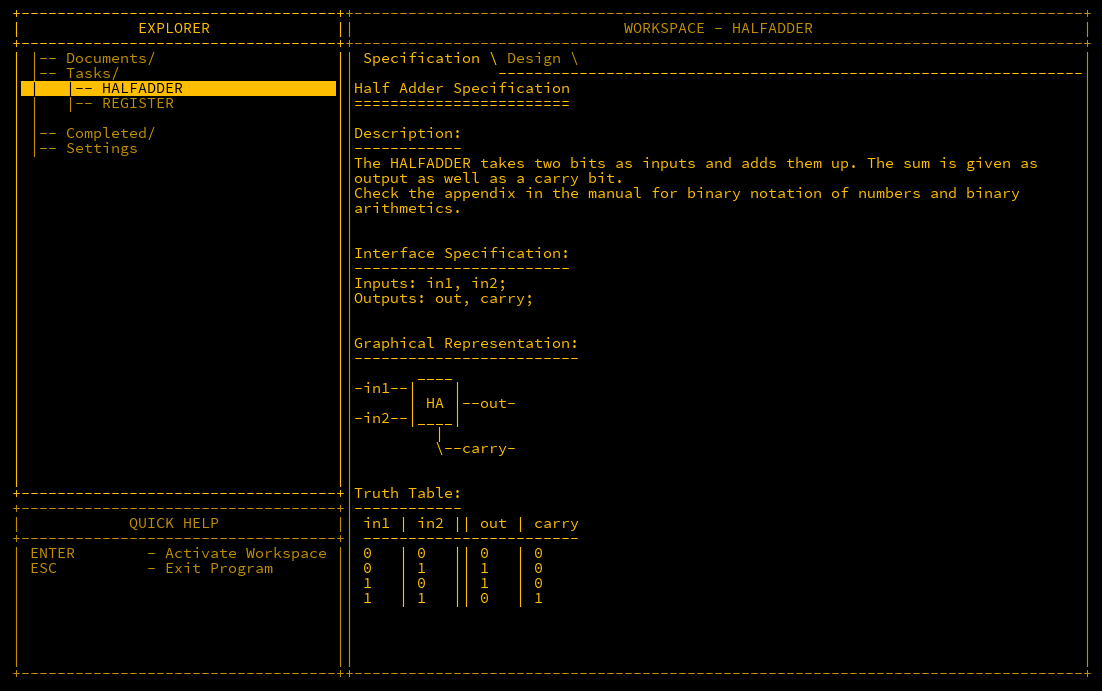 EXPLORER
|-- Documents/
|-- Tasks/
|   |-- HALFADDER
|   |-- REGISTER
|
|-- Completed/
|-- Settings
QUICK HELP
ENTER        - Activate Workspace
ESC          - Exit Program
WORKSPACE - HALFADDER
Specification \ Design \
Half Adder Specification
========================
Description:
------------
The HALFADDER takes two bits as inputs and adds them up. The sum is given as
output as well as a carry bit.
Check the appendix in the manual for binary notation of numbers and binary
arithmetics.
Interface Specification:
------------------------
Inputs: in1, in2;
Outputs: out, carry;
Graphical Representation:
-------------------------
       ____
-in1--|    |
      | HA |--out-
-in2--|____|
         |
         \--carry-
Truth Table:
------------
in1 | in2 || out | carry
------------------------
0   | 0   || 0   | 0
0   | 1   || 1   | 0
1   | 0   || 1   | 0
1   | 1   || 0   | 1